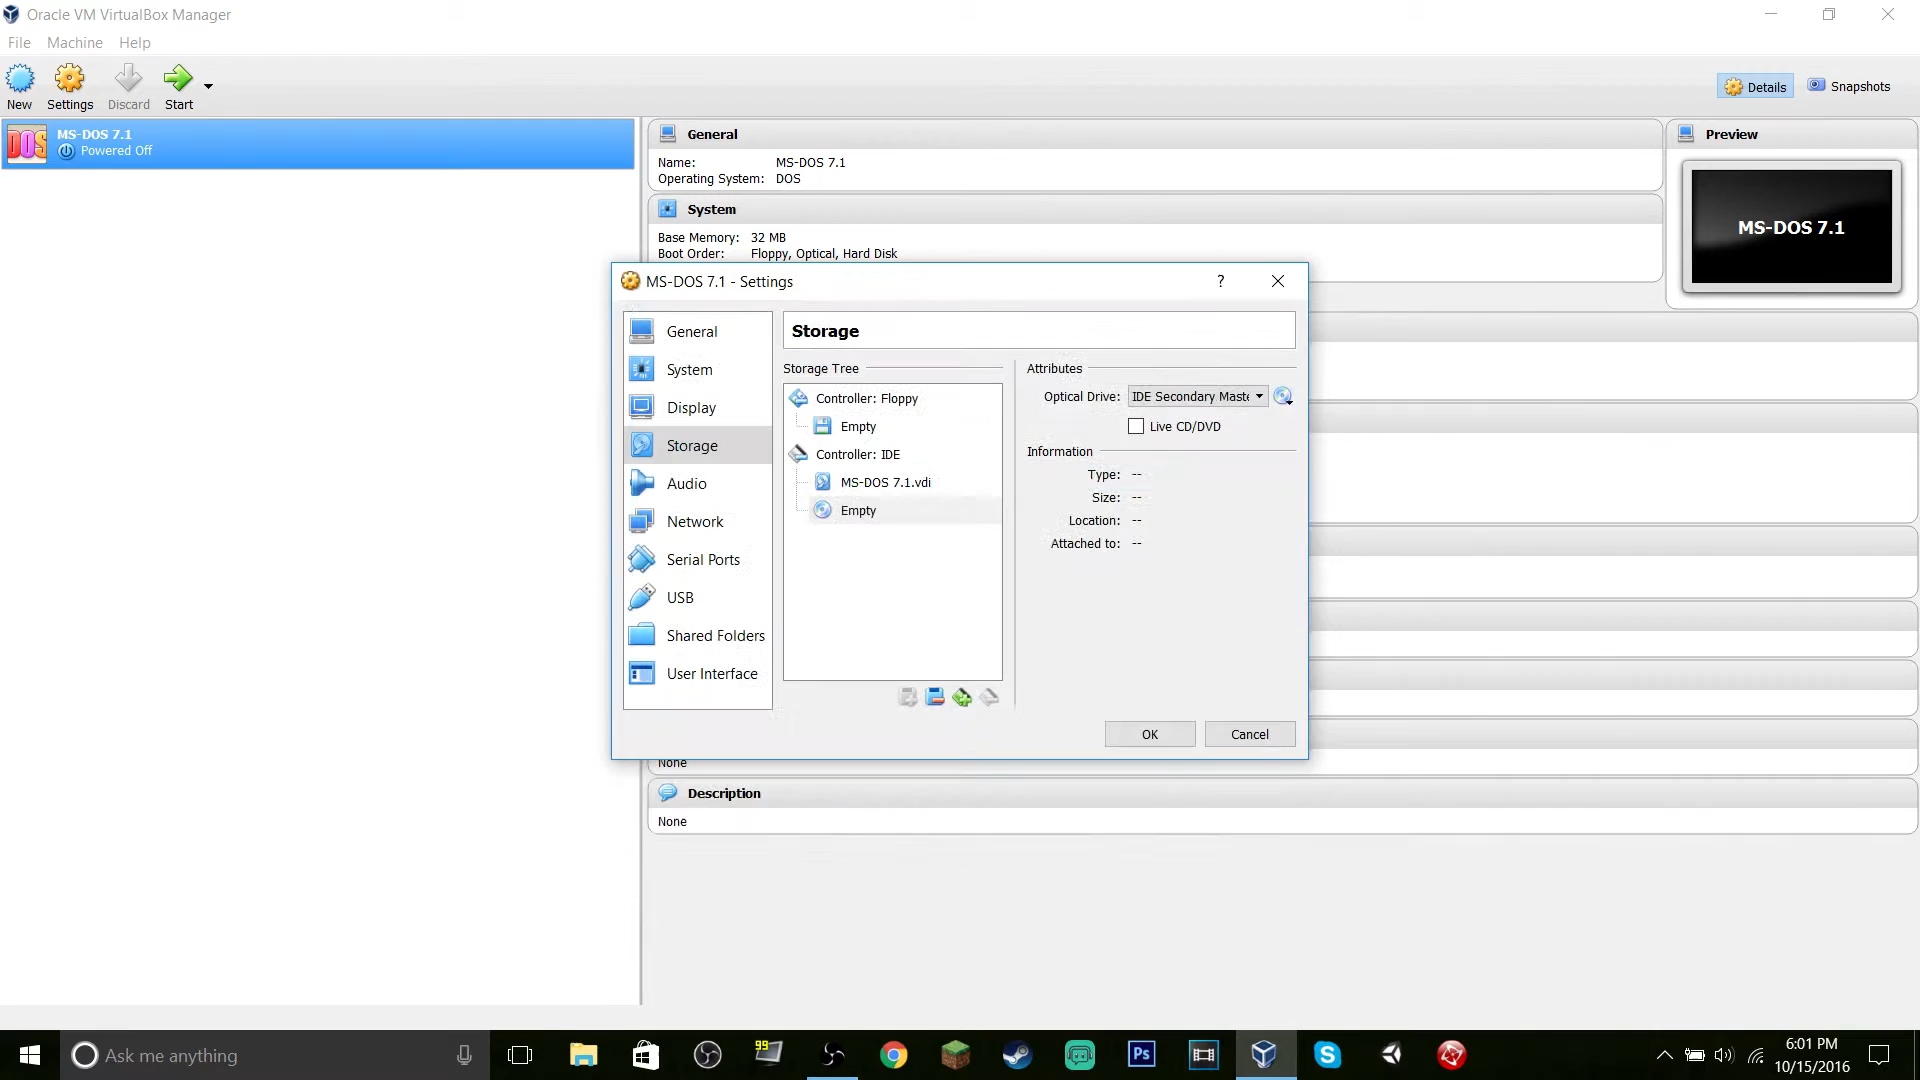 Oracle VM VirtualBox Manager
File Machine Help
New Settings Discard Start
Details Snapshots
DOS
MS-DOS 7.1
Powered Off
General
Name: MS-DOS 7.1
Operating System: DOS
System
Base Memory: 32 MB
Boot Order: Floppy, Optical, Hard Disk
Preview
MS-DOS 7.1
MS-DOS 7.1 - Settings
?
General
System
Display
Storage
Audio
Network
Serial Ports
USB
Shared Folders
User Interface
Storage
Storage Tree
Controller: Floppy
Empty
Controller: IDE
MS-DOS 7.1.vdi
Empty
Attributes
Optical Drive: IDE Secondary Maste
Live CD/DVD
Information
Type: --
Size: --
Location: --
Attached to: --
OK Cancel
None
Description
None
Ask me anything
99
Ps
6:01 PM
10/15/2016